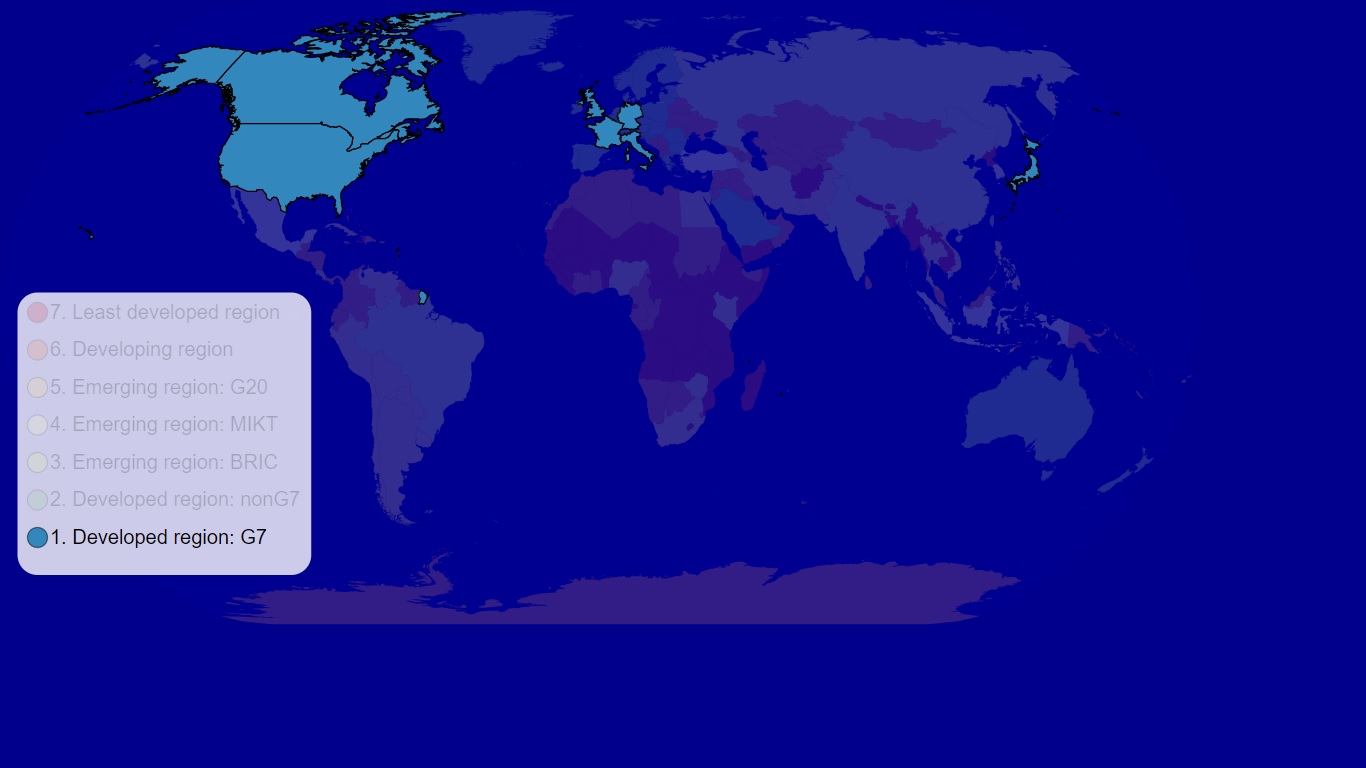 7. Least developed region
6. Developing region
5. Emerging region: G20
4. Emerging region: MIKT
3. Emerging region: BRIC
2. Developed region: nonG7
1. Developed region: G7